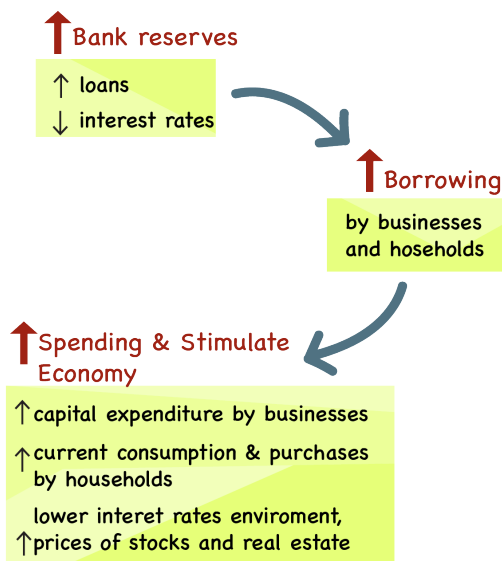 ↑ Bank reserves
↑ loans
↓ interest rates
↑ Borrowing
by businesses
and hoseholds
↑ Spending & Stimulate
Economy
↑ capital expenditure by businesses
↑ current consumption & purchases
by households
lower interet rates enviroment,
↑ prices of stocks and real estate